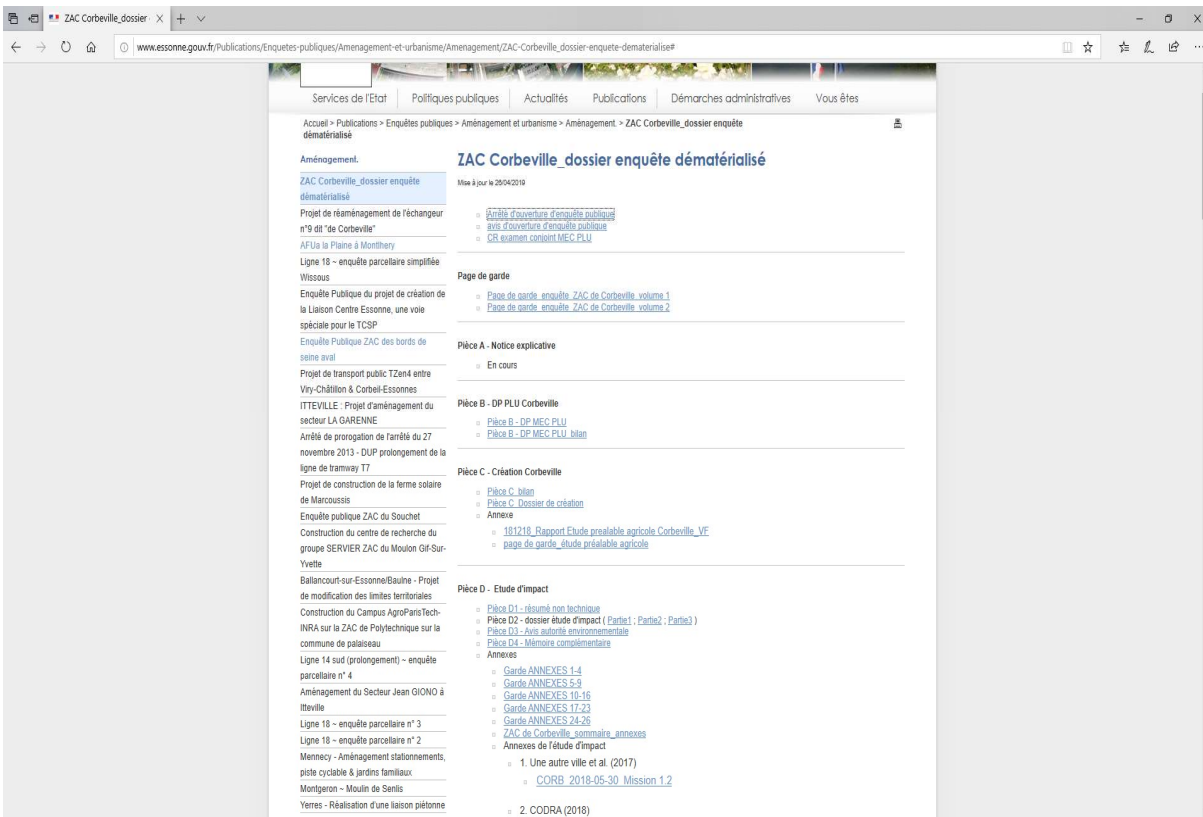 ZAC Corbeville_dossier
www.essonne.gouv.fr/Publications/Enquetes-publiques/Amenagement-et-urbanisme/Amenagement/ZAC-Corbeville_dossier-enquete-dematerialise#
Services de l'Etat Politiques publiques Actualités Publications Démarches administratives Vous êtes
Accueil > Publications > Enquêtes publiques > Aménagement et urbanisme > Aménagement. > ZAC Corbeville_dossier enquête
dématérialisé
Aménagement.
ZAC Corbeville_dossier enquête
dématérialisé
Projet de réaménagement de l'échangeur
n°9 dit "de Corbeville"
AFUa la Plaine à Montlhery
Ligne 18 ~ enquête parcellaire simplifiée
Wissous
Enquête Publique du projet de création de
la Liaison Centre Essonne, une voie
spéciale pour le TCSP
Enquête Publique ZAC des bords de
seine aval
Projet de transport public TZen4 entre
Viry-Châtillon & Corbeil-Essonnes
ITTEVILLE : Projet d'aménagement du
secteur LA GARENNE
Arrêté de prorogation de l'arrêté du 27
novembre 2013 - DUP prolongement de la
ligne de tramway T7
Projet de construction de la ferme solaire
de Marcoussis
Enquête publique ZAC du Souchet
Construction du centre de recherche du
groupe SERVIER ZAC du Moulon Gif-Sur-
Yvette
Ballancourt-sur-Essonne/Baulne - Projet
de modification des limites territoriales
Construction du Campus AgroParisTech-
INRA sur la ZAC de Polytechnique sur la
commune de palaiseau
Ligne 14 sud (prolongement) ~ enquête
parcellaire n° 4
Aménagement du Secteur Jean GIONO à
Itteville
Ligne 18 ~ enquête parcellaire n° 3
Ligne 18 ~ enquête parcellaire n° 2
Mennecy - Aménagement stationnements,
piste cyclable & jardins familiaux
Montgeron ~ Moulin de Senlis
Yerres - Réalisation d'une liaison piétonne
ZAC Corbeville_dossier enquête dématérialisé
Mise à jour le 26/04/2019
Arrêté d'ouverture d'enquête publique
avis d'ouverture d'enquête publique
CR examen conjoint MEC PLU
Page de garde
Page de garde_enquête_ZAC de Corbeville_volume 1
Page de garde_enquête_ZAC de Corbeville_volume 2
Pièce A - Notice explicative
En cours
Pièce B - DP PLU Corbeville
Pièce B - DP MEC PLU
Pièce B - DP MEC PLU_bilan
Pièce C - Création Corbeville
Pièce C_bilan
Pièce C_Dossier de création
Annexe
181218_Rapport Etude prealable agricole Corbeville_VF
page de garde_étude préalable agricole
Pièce D - Etude d'impact
Pièce D1 - résumé non technique
Pièce D2 - dossier étude d'impact ( Partie1 ; Partie2 ; Partie3 )
Pièce D3 - Avis autorité environnementale
Pièce D4 - Mémoire complémentaire
Annexes
Garde ANNEXES 1-4
Garde ANNEXES 5-9
Garde ANNEXES 10-16
Garde ANNEXES 17-23
Garde ANNEXES 24-26
ZAC de Corbeville_sommaire_annexes
Annexes de l'étude d'impact
1. Une autre ville et al. (2017)
CORB_2018-05-30_Mission 1.2
2. CODRA (2018)